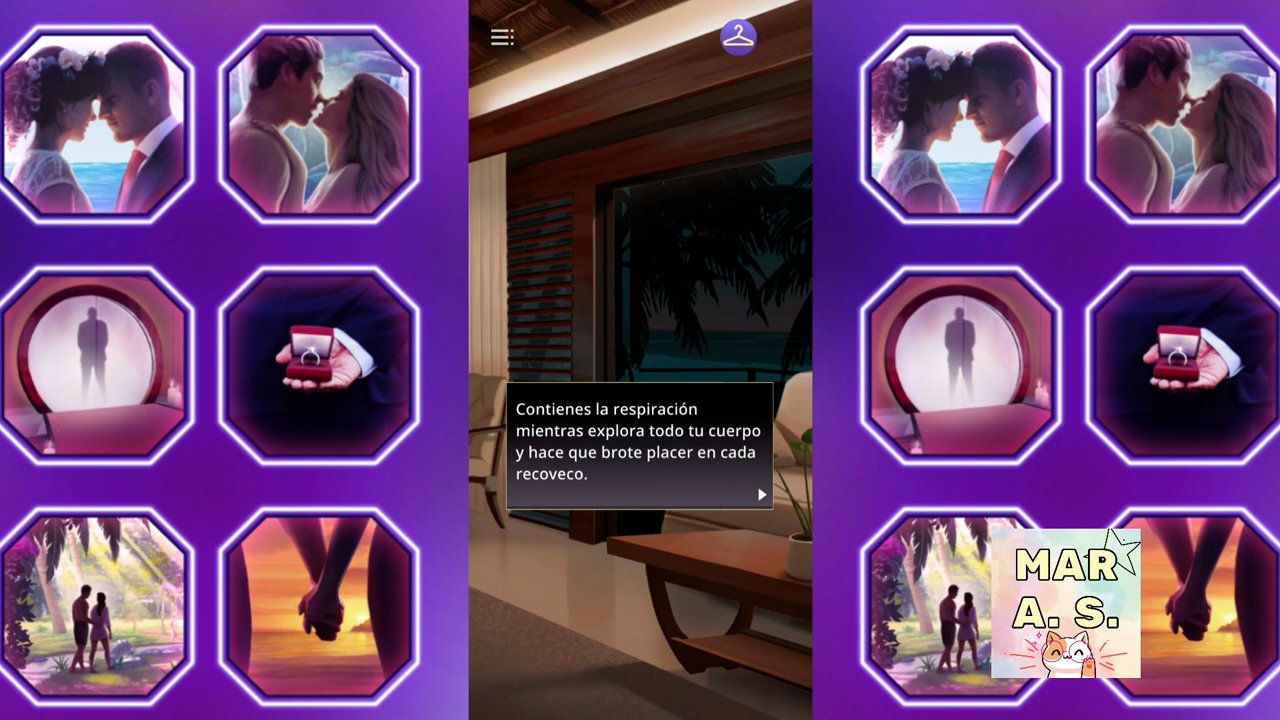 Contienes la respiración
mientras explora todo tu cuerpo
y hace que brote placer en cada
recoveco.
MAR
A. S.